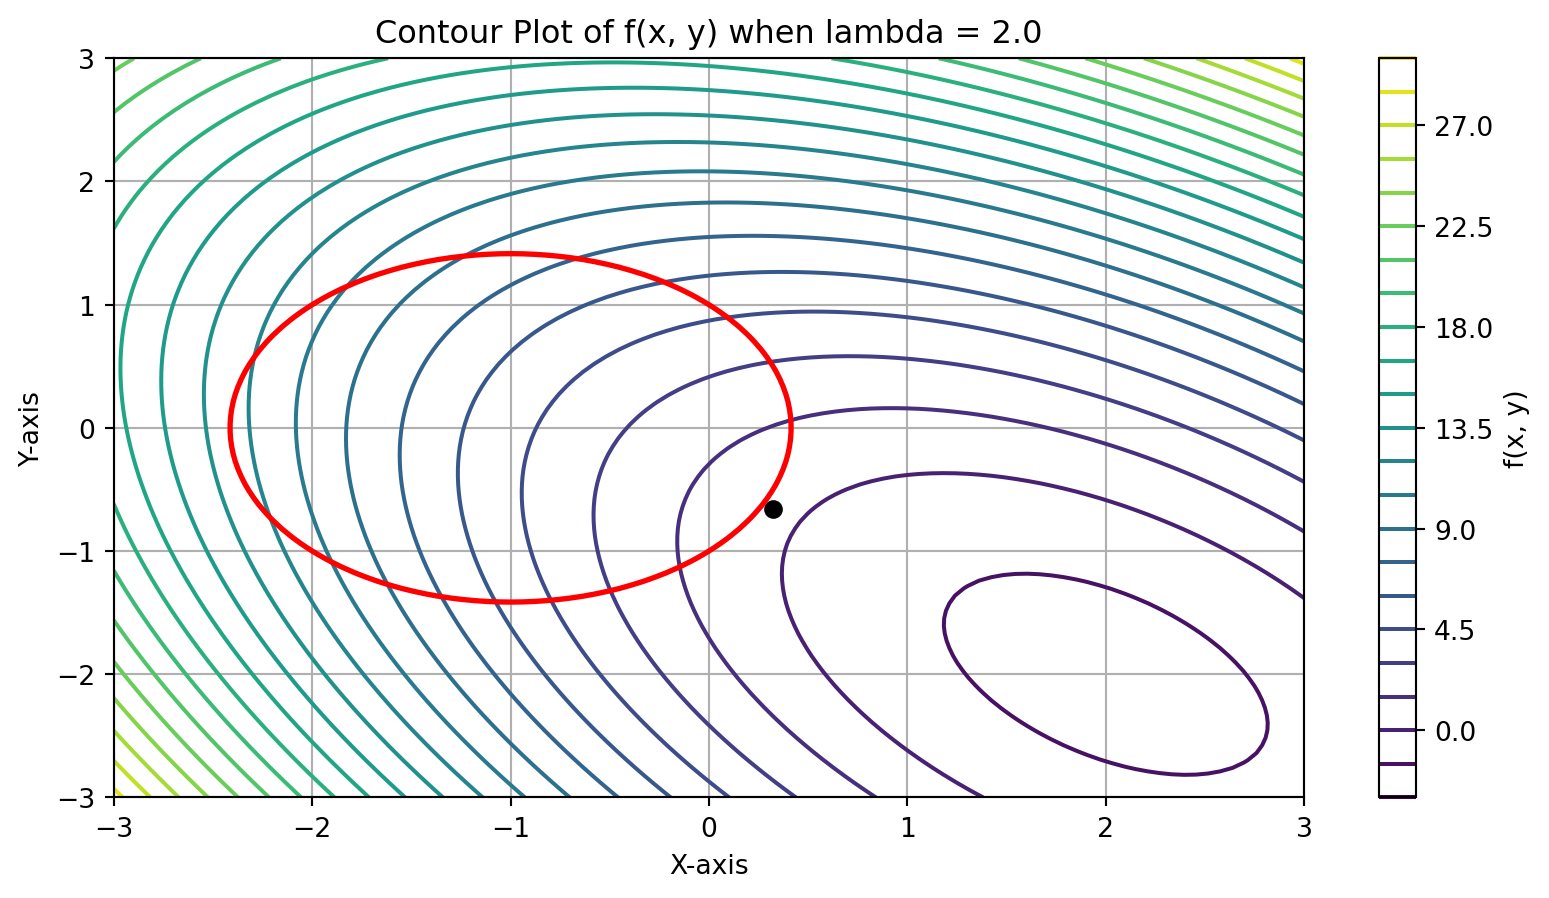 Contour Plot of f(x, y) when lambda = 2.0
3
2
1
0
−1
−2
−3
Y-axis
−3 −2 −1 0 1 2 3
X-axis
27.0
22.5
18.0
13.5
9.0
4.5
0.0
f(x, y)